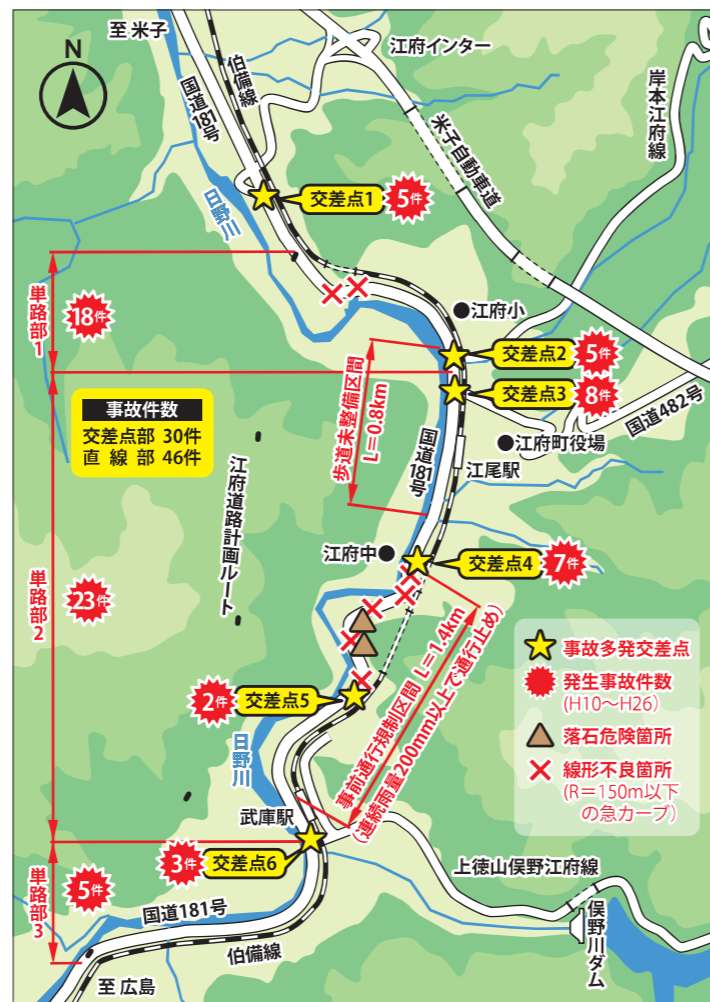 至 米子
江府インター
N
伯備線
国道181号
岸本江府線
米子自動車道
日野川
交差点1
5件
単路部1
18件
江府小
交差点2
5件
交差点3
8件
事故件数
交差点部 30件
直線部 46件
歩道未整備区間
L=0.8km
国道181号
江府町役場
国道482号
江尾駅
江府道路計画ルート
江府中
交差点4
7件
単路部2
23件
事前通行規制区間 L=1.4km
(連続雨量200mm以上で通行止め)
2件
交差点5
日野川
事故多発交差点
発生事故件数
(H10～H26)
落石危険箇所
線形不良箇所
(R=150m以下
の急カーブ)
武庫駅
3件
交差点6
単路部3
5件
上徳山俣野江府線
国道181号
伯備線
俣野川ダム
至 広島